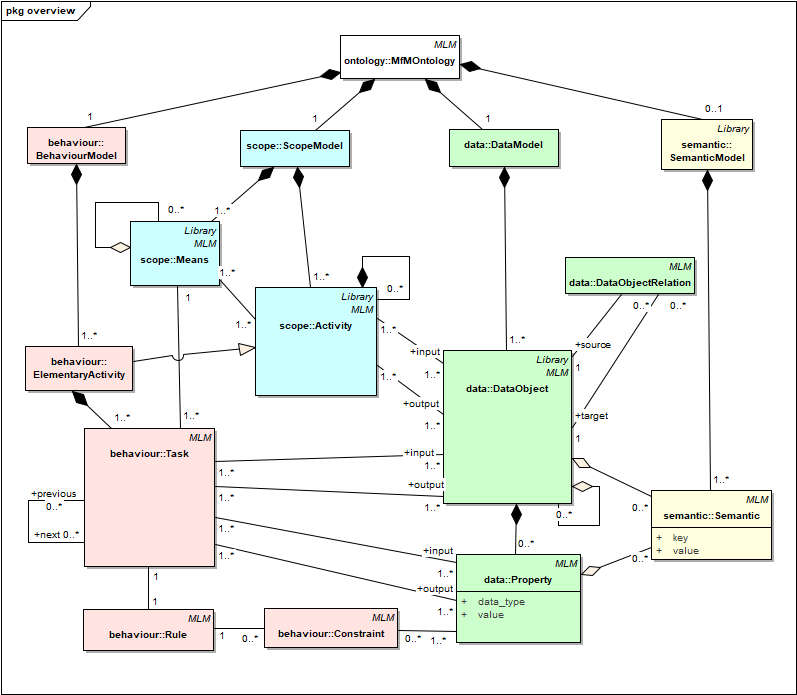 pkg overview
MLM
ontology::MfMOntology
1
1
1
0..1
behaviour::
BehaviourModel
scope::ScopeModel
data::DataModel
Library
semantic::
SemanticModel
0..*
1..*
Library
MLM
scope::Means
1..*
1
1..*
1..*
0..*
Library
MLM
scope::Activity
1..*
+input
1..*
1..*
+output
1..*
MLM
data::DataObjectRelation
0..*
0..*
+source
1
+target
1
1..*
Library
MLM
data::DataObject
1..*
behaviour::
ElementaryActivity
1..*
1..*
MLM
behaviour::Task
+input
1..*
1..*
+output
1..*
1..*
+previous
0..*
+next 0..*
1..*
+input
1..*
1..*
+output
1..*
0..*
0..*
0..*
0..*
1..*
MLM
semantic::Semantic
+ key
+ value
MLM
data::Property
+ data_type
+ value
1
1
MLM
behaviour::Rule
1
0..*
MLM
behaviour::Constraint
0..*
1..*